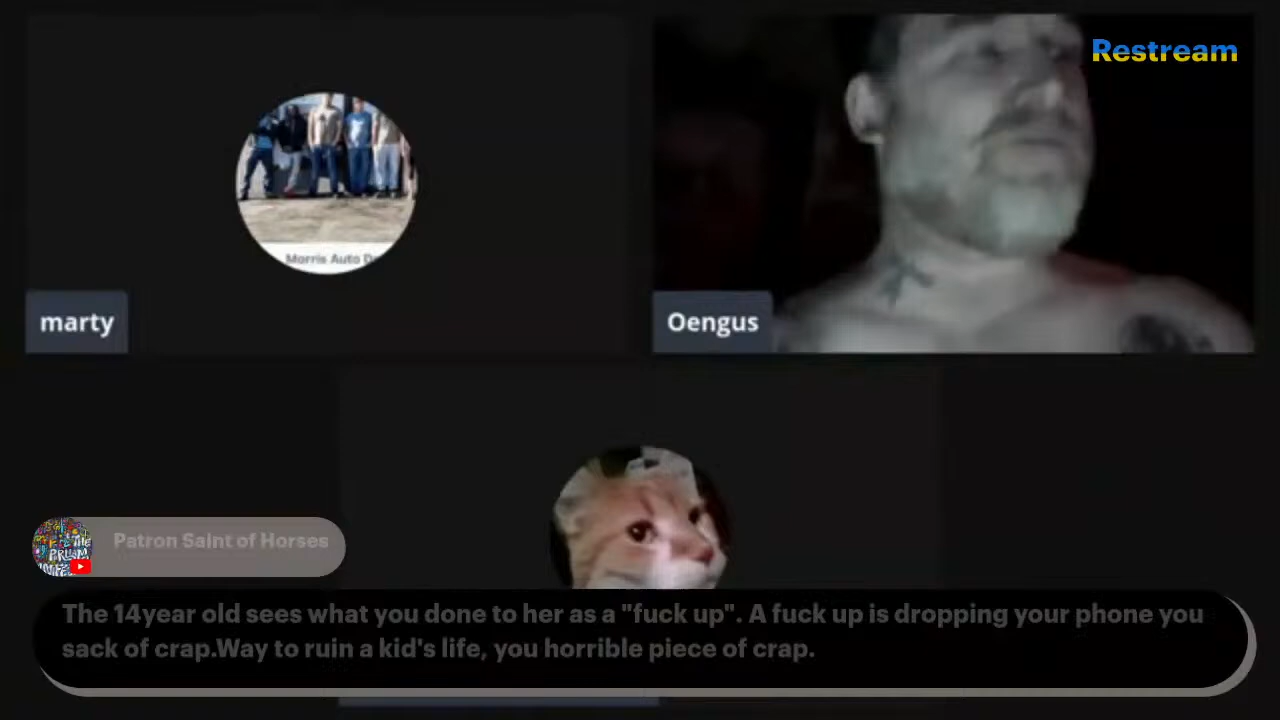 Restream
Morris Auto
marty
Oengus
Patron Saint of Horses
The 14year old sees what you done to her as a "fuck up". A fuck up is dropping your phone you
sack of crap.Way to ruin a kid's life, you horrible piece of crap.